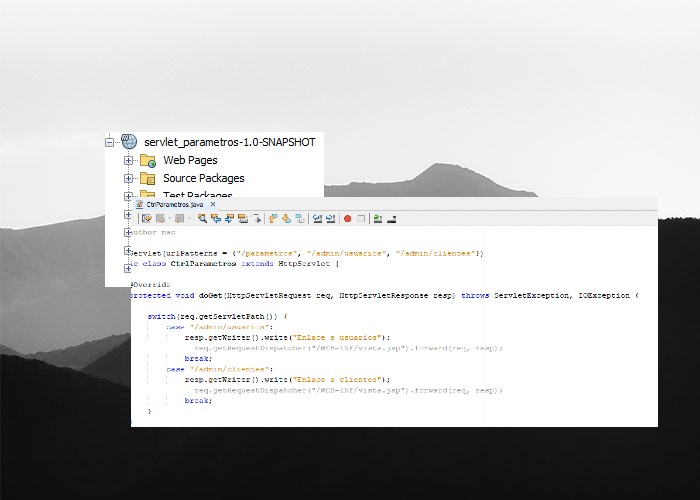 servlet_parametros-1.0-SNAPSHOT
Web Pages
Source Packages
Test Packages
CtrlParametros.java
author mac
Servlet(urlPatterns = {"/parametros", "/admin/usuarios", "/admin/clientes"})
ic class CtrlParametros extends HttpServlet {
@Override
protected void doGet(HttpServletRequest req, HttpServletResponse resp) throws ServletException, IOException {
switch(req.getServletPath()) {
case "/admin/usuarios":
resp.getWriter().write("Enlace a usuarios");
req.getRequestDispatcher("/WEB-INF/vista.jsp").forward(req, resp);
break;
case "/admin/clientes":
resp.getWriter().write("Enlace a clientes");
req.getRequestDispatcher("/WEB-INF/vista.jsp").forward(req, resp);
break;
}